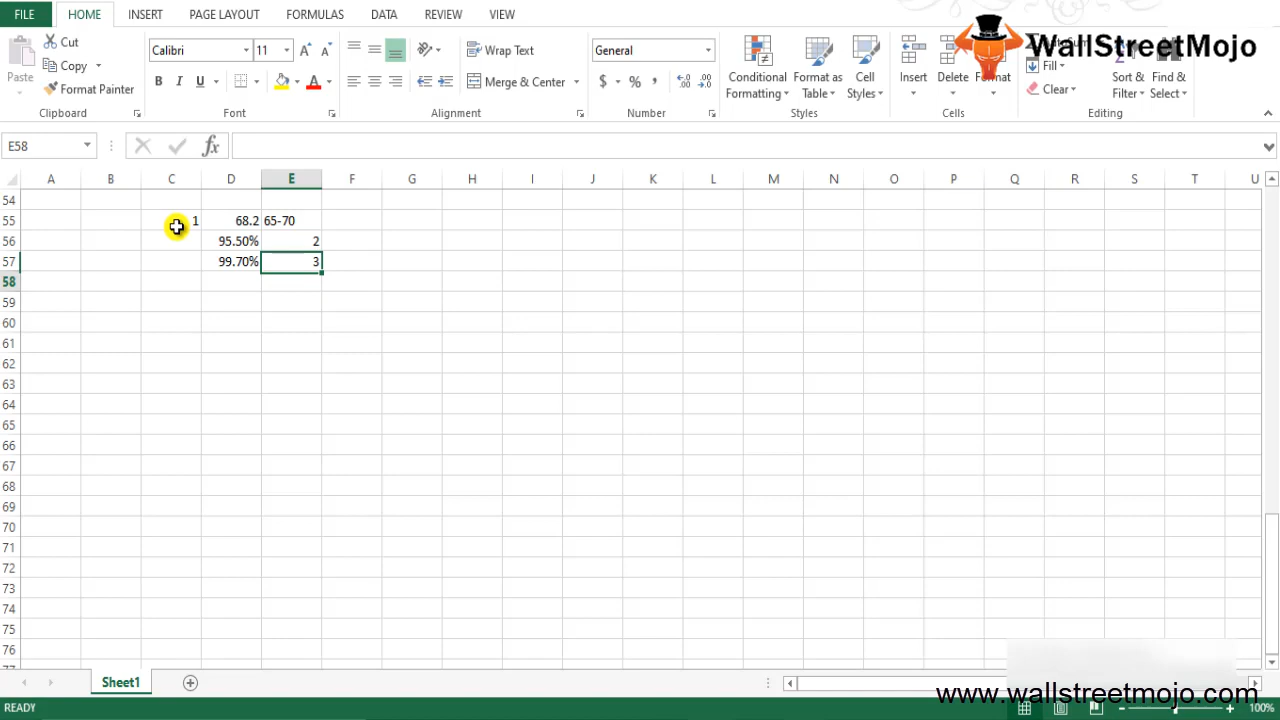 FILE HOME INSERT PAGE LAYOUT FORMULAS DATA REVIEW VIEW
WallStreetMojo
Paste
Cut
Copy
Format Painter
Clipboard
Calibri 11
B I U
Font
Wrap Text
Merge & Center
Alignment
General
$ % ,
Number
Conditional Formatting
Format as Table
Cell Styles
Styles
Insert Delete Format
Cells
Fill
Clear
Sort & Filter
Find & Select
Editing
E58 fx
A B C D E F G H I J K L M N O P Q R S T U
54
55 1 68.2 65-70
56 95.50% 2
57 99.70% 3
58
59
60
61
62
63
64
65
66
67
68
69
70
71
72
73
74
75
76
77
Sheet1
www.wallstreetmojo.com
READY 100%